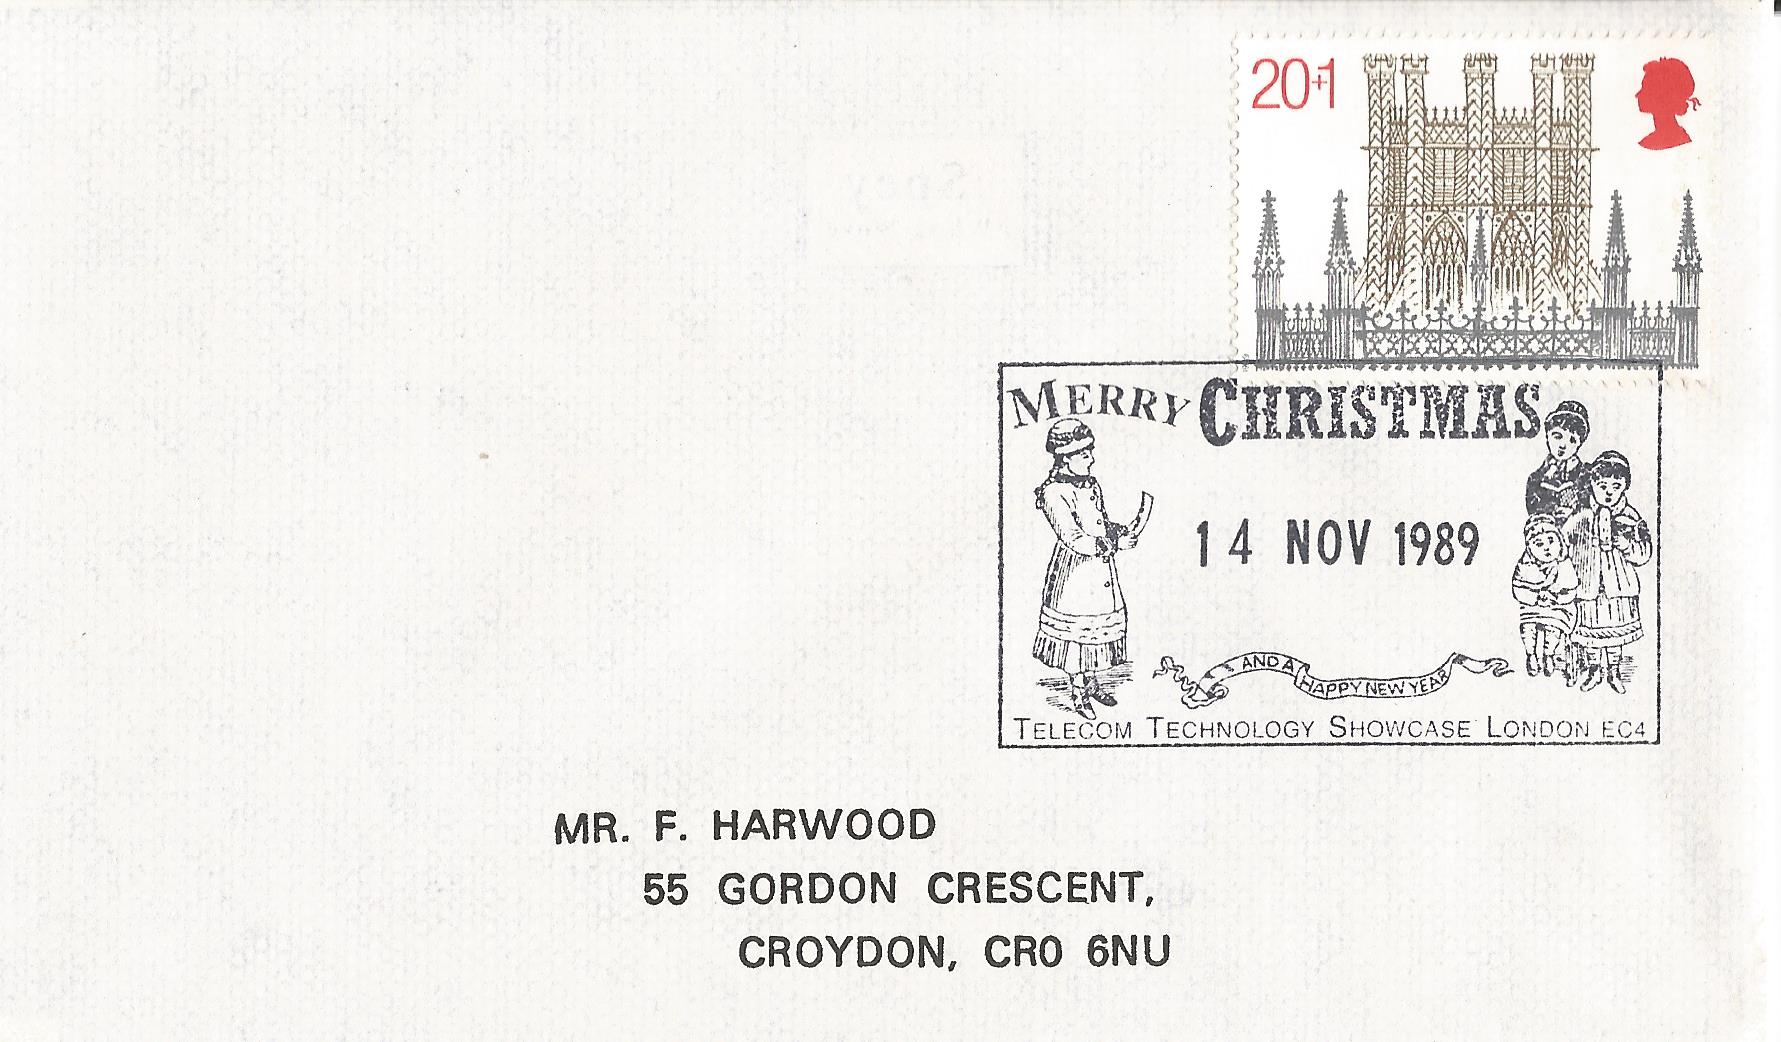 20+1
MERRY CHRISTMAS
14 NOV 1989
AND A
HAPPY NEW YEAR
TELECOM TECHNOLOGY SHOWCASE LONDON EC4
MR. F. HARWOOD
55 GORDON CRESCENT,
CROYDON, CR0 6NU